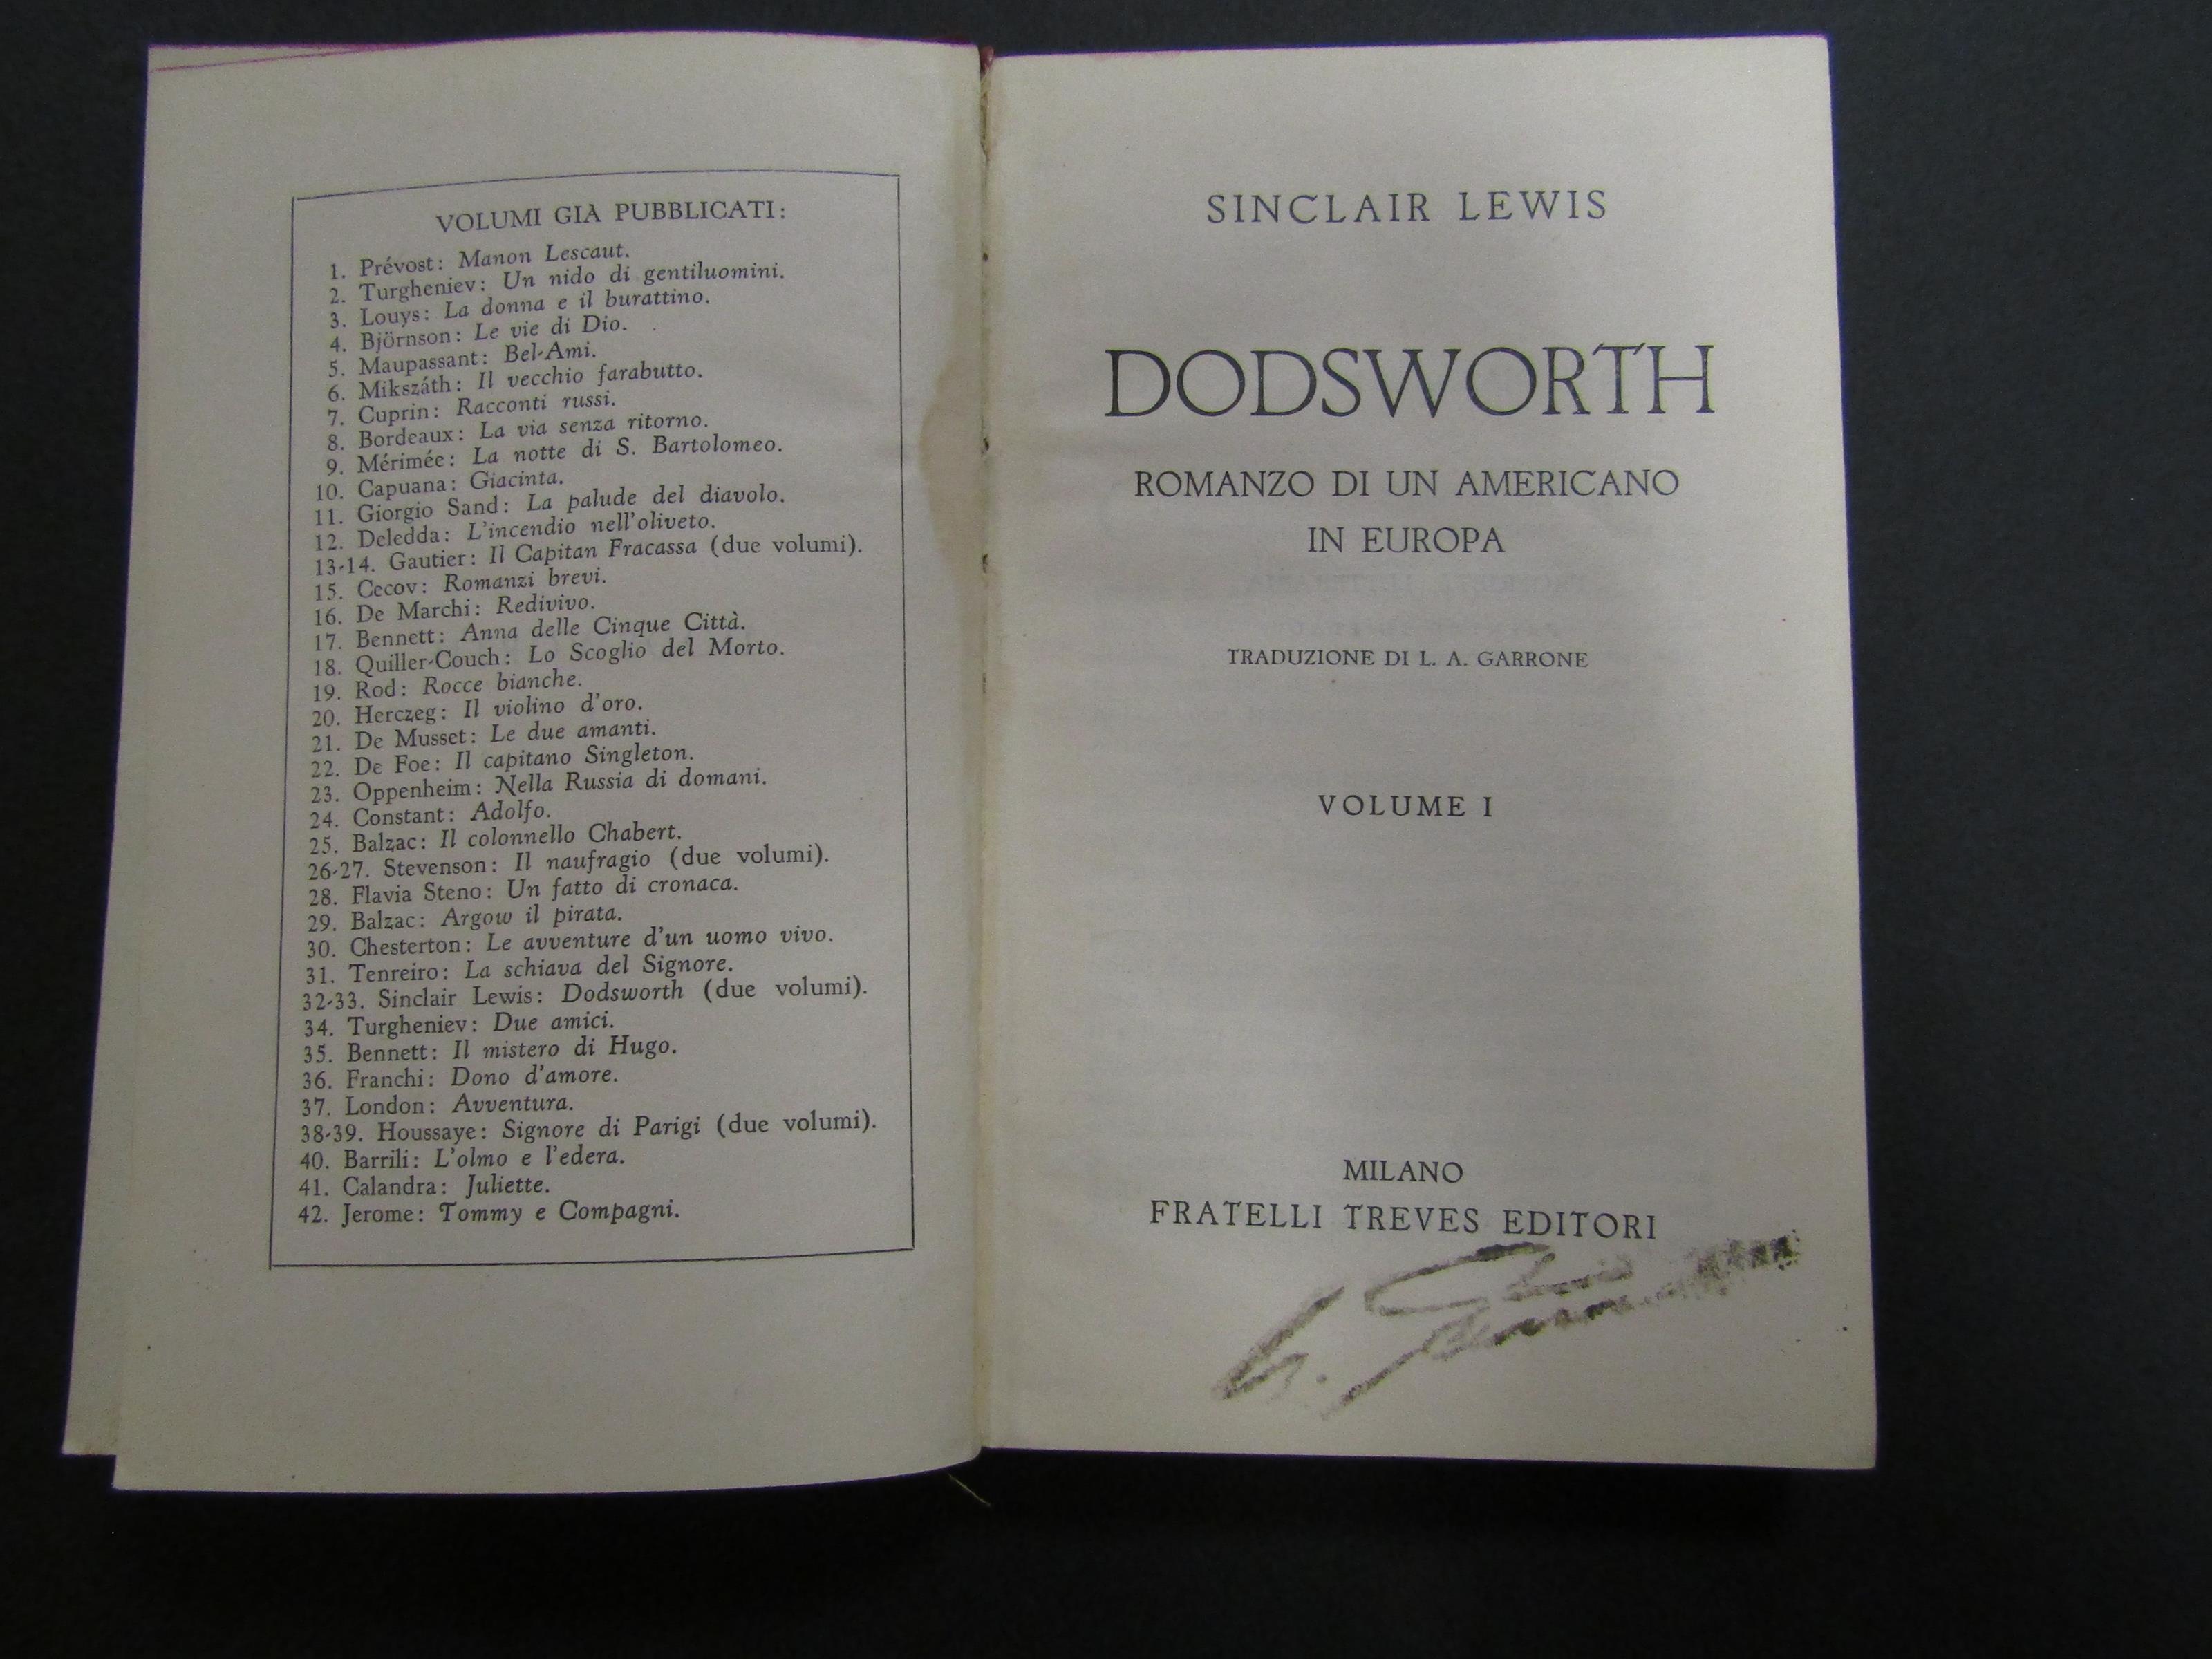 VOLUMI GIÀ PUBBLICATI:
1. Prévost: Manon Lescaut.
2. Turgheniev: Un nido di gentiluomini.
3. Louys: La donna e il burattino.
4. Björnson: Le vie di Dio.
5. Maupassant: Bel-Ami.
6. Mikszáth: Il vecchio farabutto.
7. Cuprin: Racconti russi.
8. Bordeaux: La via senza ritorno.
9. Mérimée: La notte di S. Bartolomeo.
10. Capuana: Giacinta.
11. Giorgio Sand: La palude del diavolo.
12. Deledda: L'incendio nell'oliveto.
13-14. Gautier: Il Capitan Fracassa (due volumi).
15. Cecov: Romanzi brevi.
16. De Marchi: Redivivo.
17. Bennett: Anna delle Cinque Città.
18. Quiller-Couch: Lo Scoglio del Morto.
19. Rod: Rocce bianche.
20. Herczeg: Il violino d'oro.
21. De Musset: Le due amanti.
22. De Foe: Il capitano Singleton.
23. Oppenheim: Nella Russia di domani.
24. Constant: Adolfo.
25. Balzac: Il colonnello Chabert.
26-27. Stevenson: Il naufragio (due volumi).
28. Flavia Steno: Un fatto di cronaca.
29. Balzac: Argow il pirata.
30. Chesterton: Le avventure d'un uomo vivo.
31. Tenreiro: La schiava del Signore.
32-33. Sinclair Lewis: Dodsworth (due volumi).
34. Turgheniev: Due amici.
35. Bennett: Il mistero di Hugo.
36. Franchi: Dono d'amore.
37. London: Avventura.
38-39. Houssaye: Signore di Parigi (due volumi).
40. Barrili: L'olmo e l'edera.
41. Calandra: Juliette.
42. Jerome: Tommy e Compagni.
SINCLAIR LEWIS
DODSWORTH
ROMANZO DI UN AMERICANO
IN EUROPA
TRADUZIONE DI L. A. GARRONE
VOLUME I
MILANO
FRATELLI TREVES EDITORI